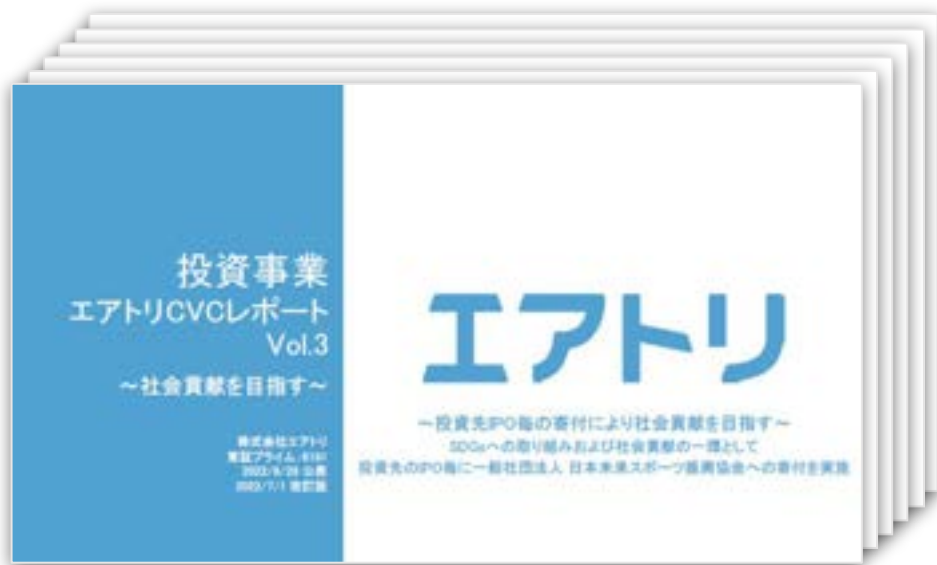 投資事業
エアトリCVCレポート
Vol.3
～社会貢献を目指す～
株式会社エアトリ
東証プライム:6191
エアトリ
～投資先IPO毎の寄付により社会貢献を目指す～
SDGsへの取り組みおよび社会貢献の一環として
投資先のIPO毎に一般社団法人 日本未来スポーツ振興協会への寄付を実施